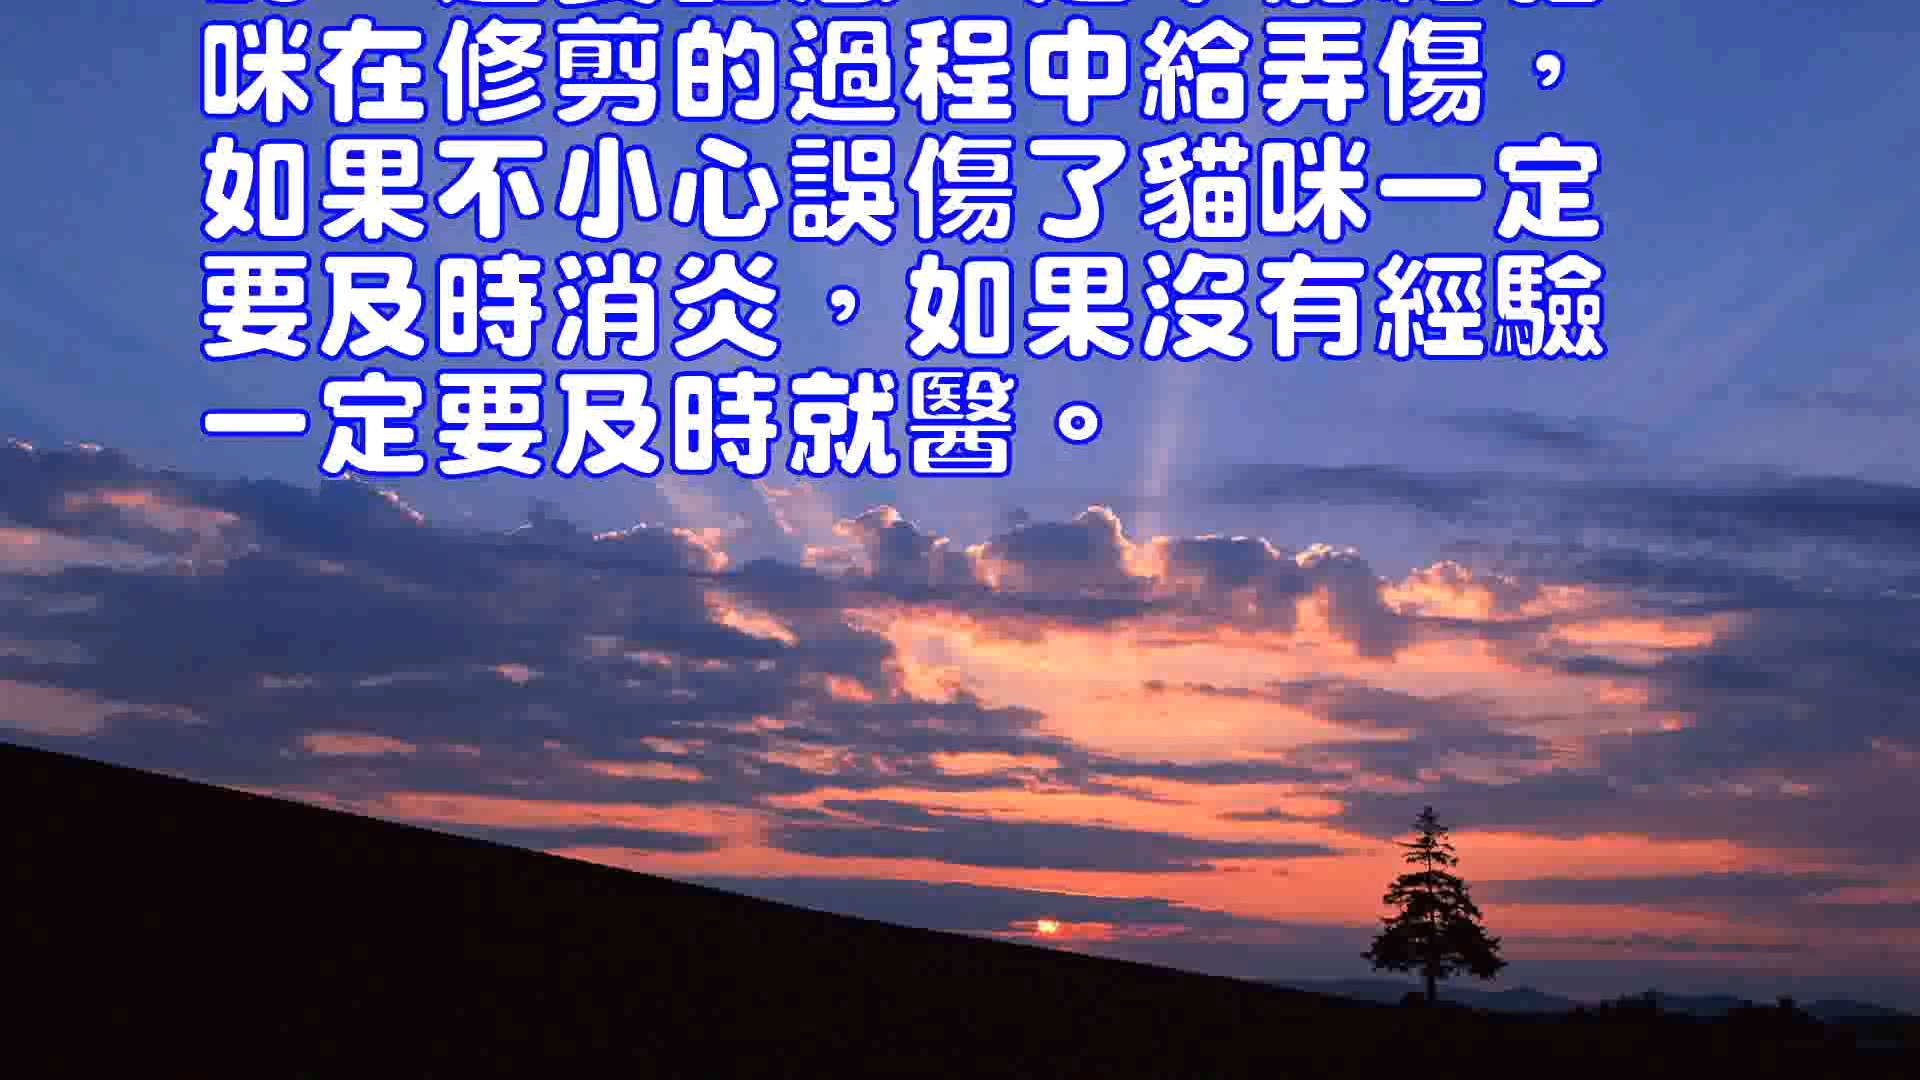 咪在修剪的過程中給弄傷，
如果不小心誤傷了貓咪一定
要及時消炎，如果沒有經驗
一定要及時就醫。